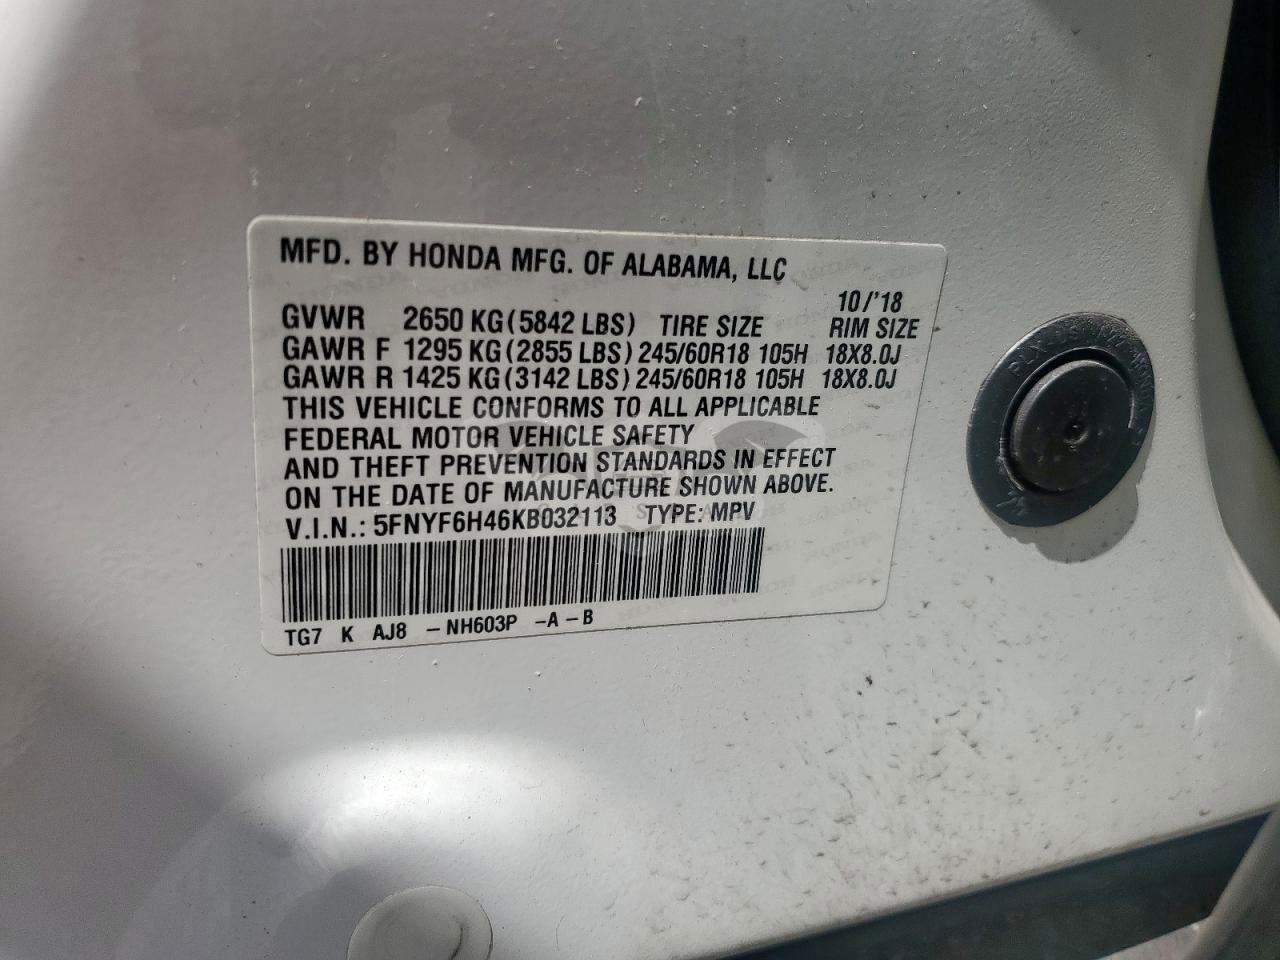 MFD. BY HONDA MFG. OF ALABAMA, LLC
10/'18
GVWR 2650 KG(5842 LBS) TIRE SIZE RIM SIZE
GAWR F 1295 KG(2855 LBS) 245/60R18 105H 18X8.0J
GAWR R 1425 KG(3142 LBS) 245/60R18 105H 18X8.0J
THIS VEHICLE CONFORMS TO ALL APPLICABLE
FEDERAL MOTOR VEHICLE SAFETY
AND THEFT PREVENTION STANDARDS IN EFFECT
ON THE DATE OF MANUFACTURE SHOWN ABOVE.
V.I.N.: 5FNYF6H46KB032113 TYPE: MPV
TG7 K AJ8 -NH603P -A-B